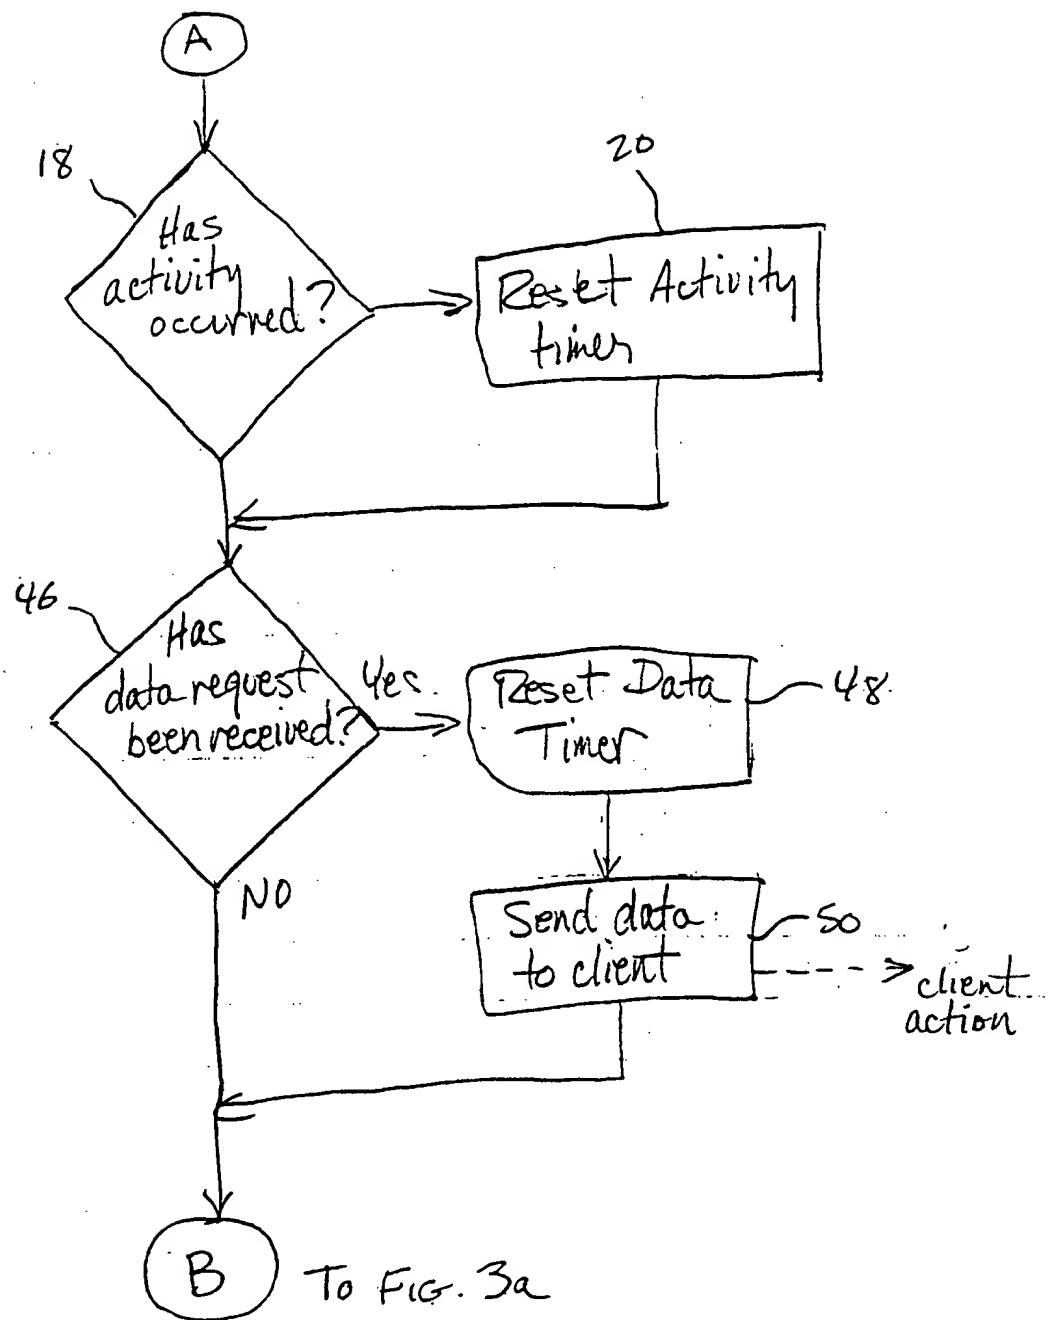 A
18
Has
activity
occurred?
20
Reset Activity
timer
46
Has
data request
been received?
Yes
Reset Data
Timer
48
NO
Send data
to client
50
client
action
B
To FIG. 3a